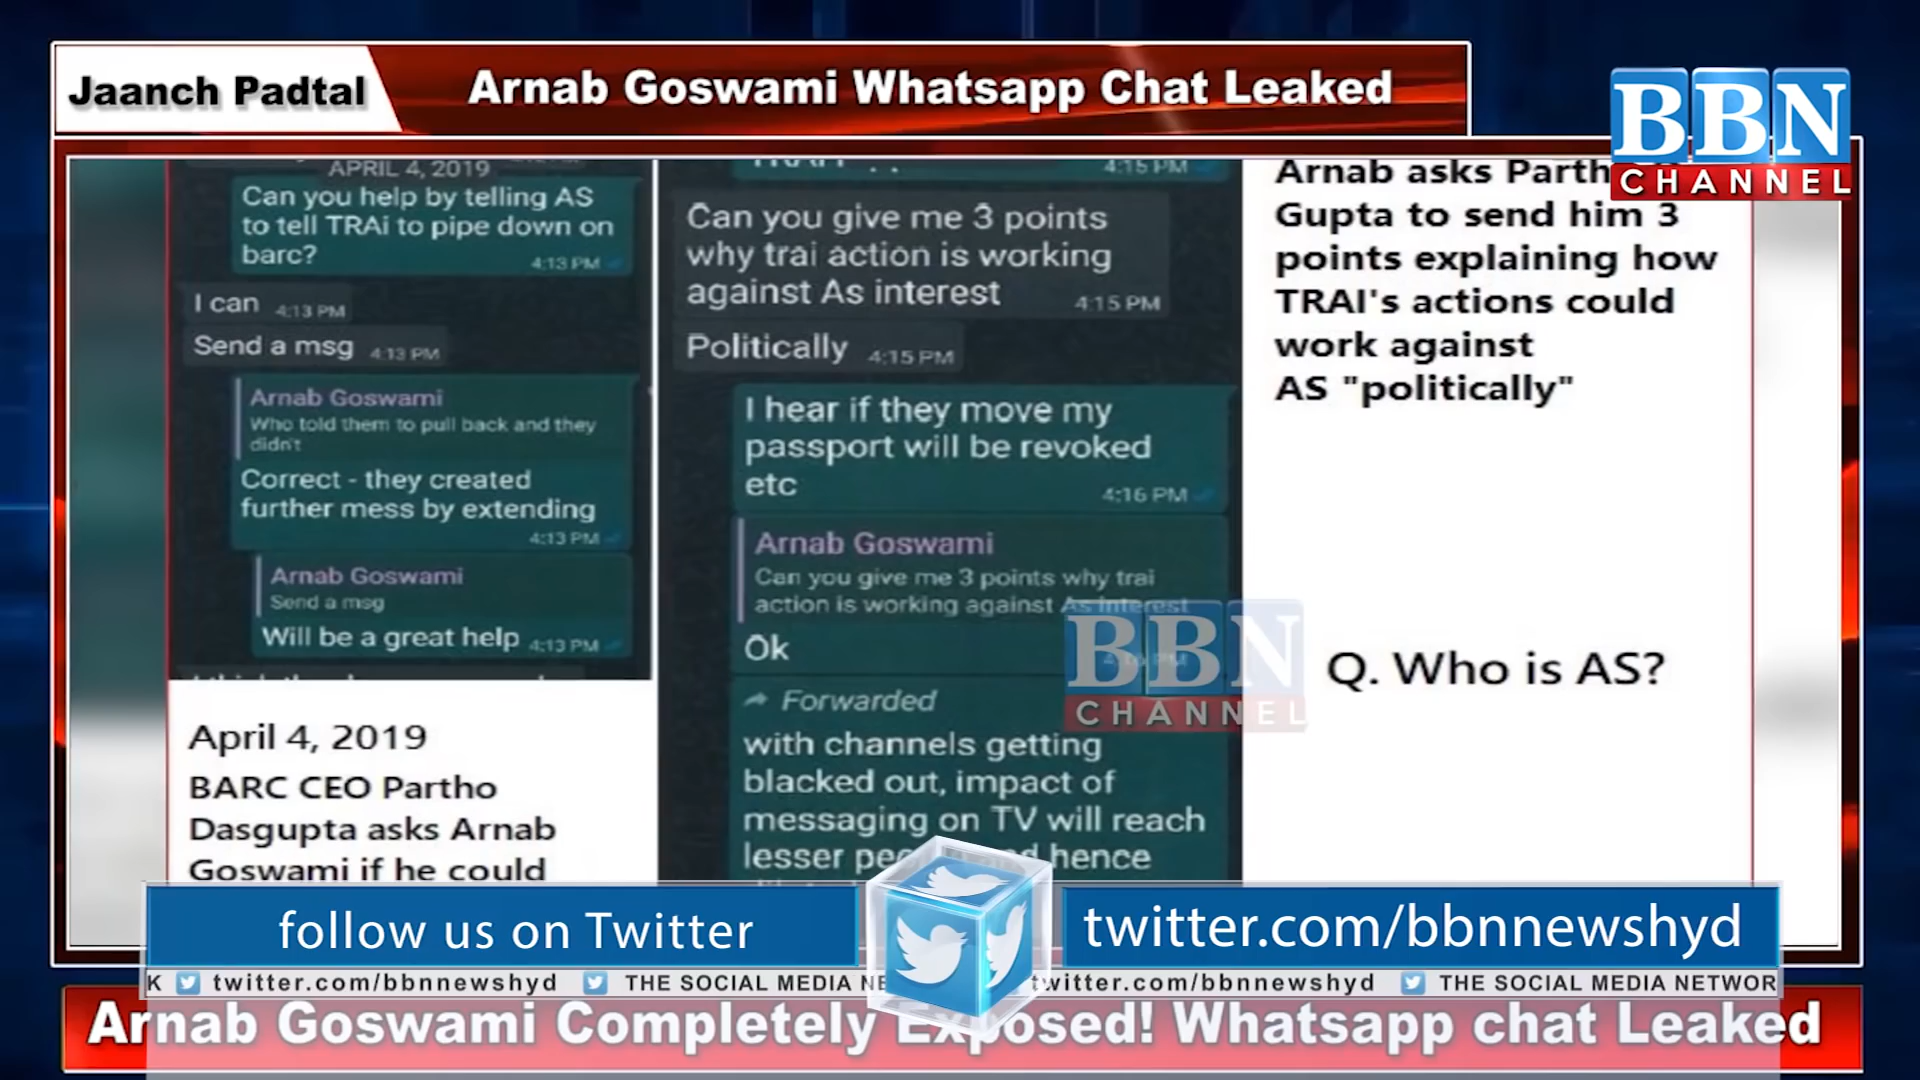 Jaanch Padtal
Arnab Goswami Whatsapp Chat Leaked
BBN
CHANNEL
APRIL 4, 2019
Can you help by telling AS
to tell TRAi to pipe down on
barc?
4:13 PM
I can 4:13 PM
Send a msg 4:13 PM
Arnab Goswami
Who told them to pull back and they
didn't
Correct - they created
further mess by extending
4:13 PM
Arnab Goswami
Send a msg
Will be a great help 4:13 PM
April 4, 2019
BARC CEO Partho
Dasgupta asks Arnab
Goswami if he could
4:15 PM
Can you give me 3 points
why trai action is working
against As interest 4:15 PM
Politically 4:15 PM
I hear if they move my
passport will be revoked
etc 4:16 PM
Arnab Goswami
Can you give me 3 points why trai
action is working against As interest
Ok
Forwarded
with channels getting
blacked out, impact of
messaging on TV will reach
lesser hence
BBN
CHANNEL
Arnab asks
Gupta to send him 3
points explaining how
TRAI's actions could
work against
AS "politically"
Q. Who is AS?
follow us on Twitter
twitter.com/bbnnewshyd
K twitter.com/bbnnewshyd THE SOCIAL MEDIA NE twitter.com/bbnnewshyd THE SOCIAL MEDIA NETWOR
Arnab Goswami Completely Exposed! Whatsapp chat Leaked